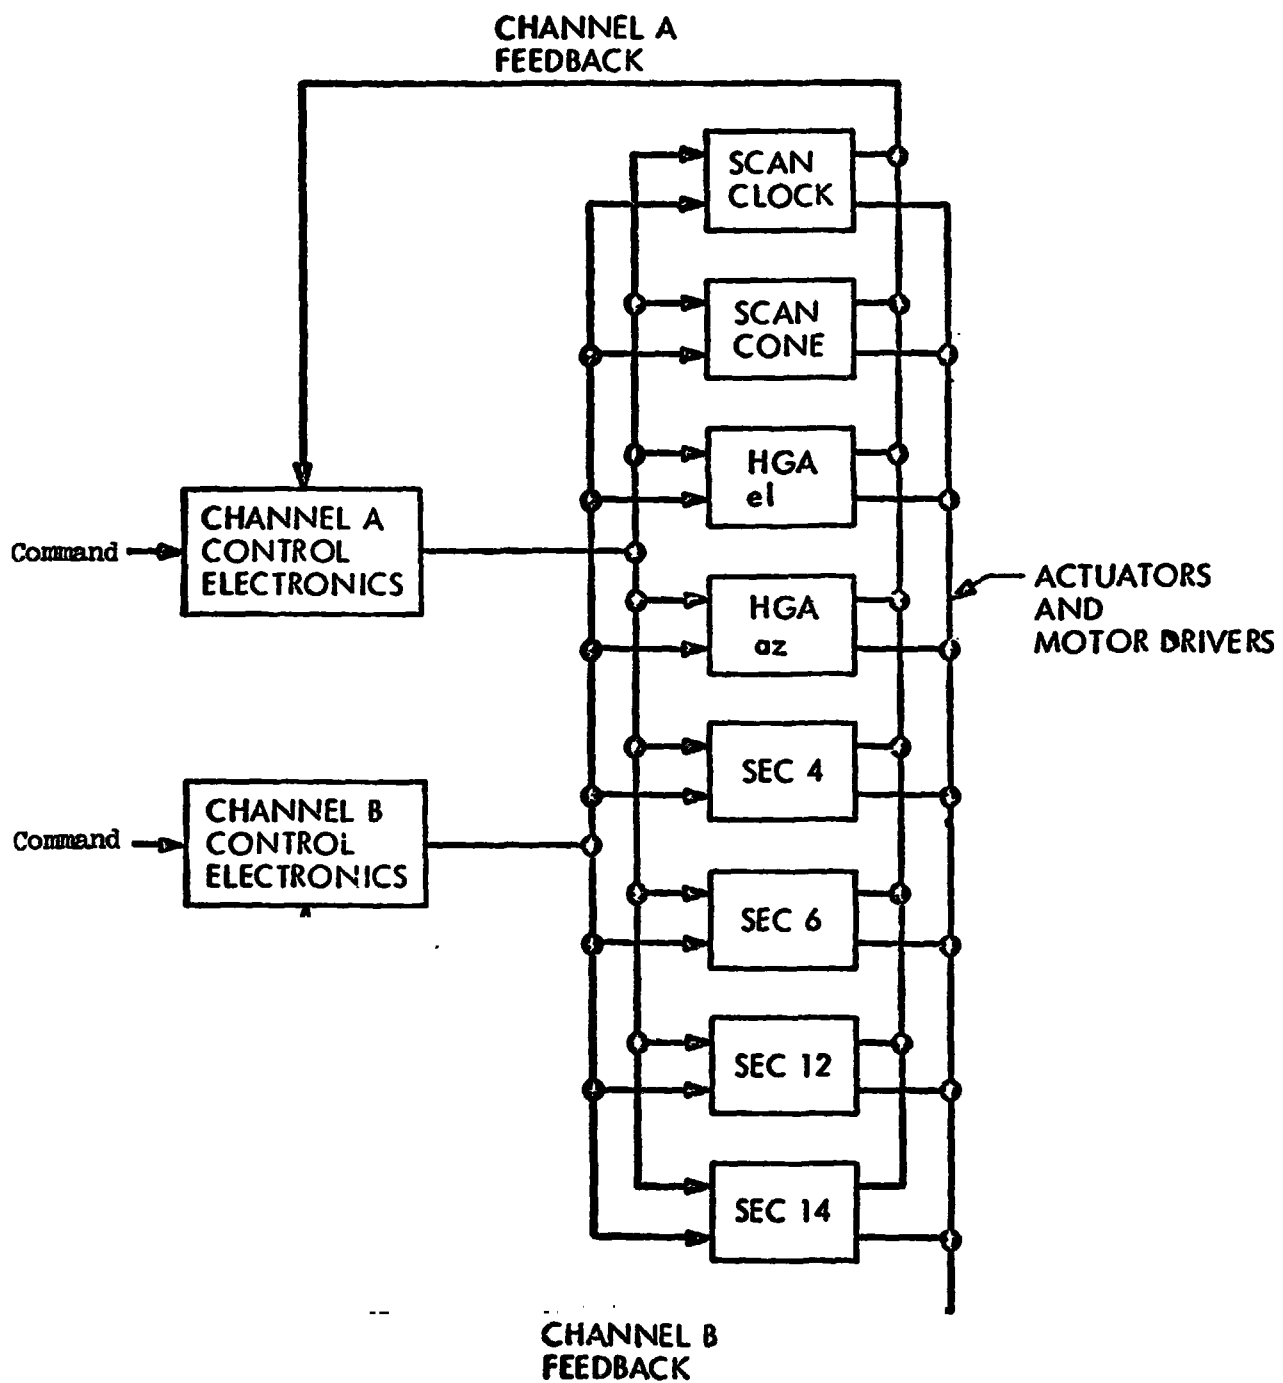 CHANNEL A
FEEDBACK
SCAN
CLOCK
SCAN
CONE
HGA
el
CHANNEL A
CONTROL
ELECTRONICS
Command
HGA
az
ACTUATORS
AND
MOTOR DRIVERS
SEC 4
CHANNEL B
CONTROL
ELECTRONICS
Command
SEC 6
SEC 12
SEC 14
CHANNEL B
FEEDBACK